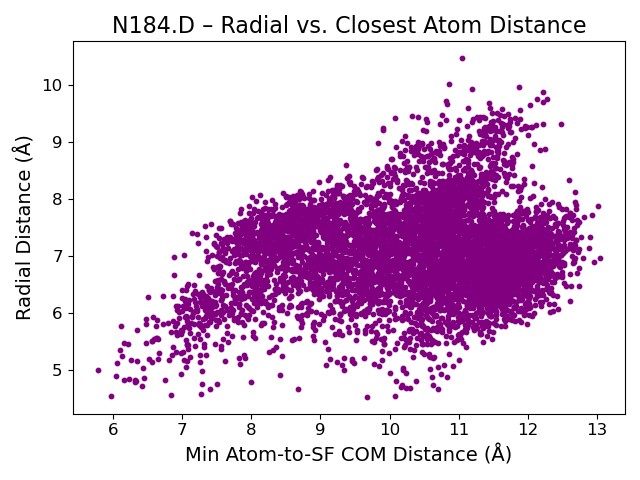 N184.D – Radial vs. Closest Atom Distance
Radial Distance (Å)
10
9
8
7
6
5
6 7 8 9 10 11 12 13
Min Atom-to-SF COM Distance (Å)